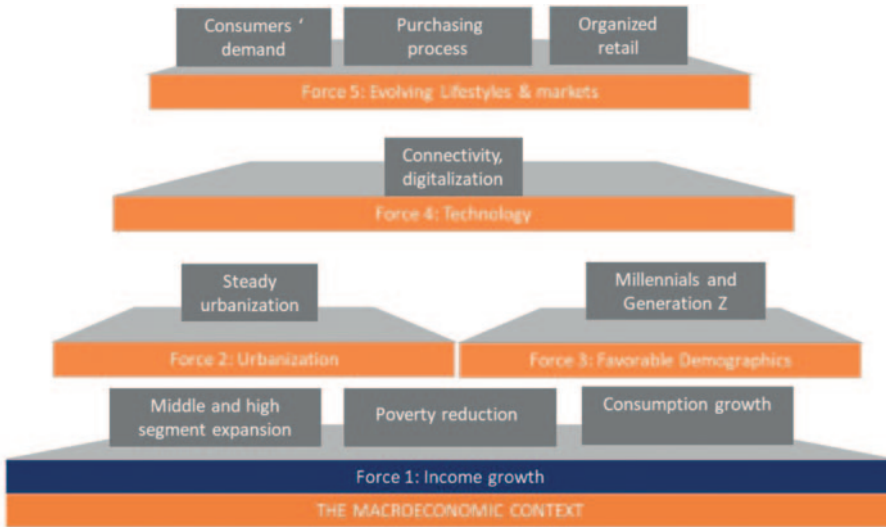 Consumers ‘
demand
Purchasing
process
Organized
retail
Force 5: Evolving Lifestyles & markets
Connectivity,
digitalization
Force 4: Technology
Steady
urbanization
Millennials and
Generation Z
Force 2: Urbanization
Force 3: Favorable Demographics
Middle and high
segment expansion
Poverty reduction
Consumption growth
Force 1: Income growth
THE MACROECONOMIC CONTEXT